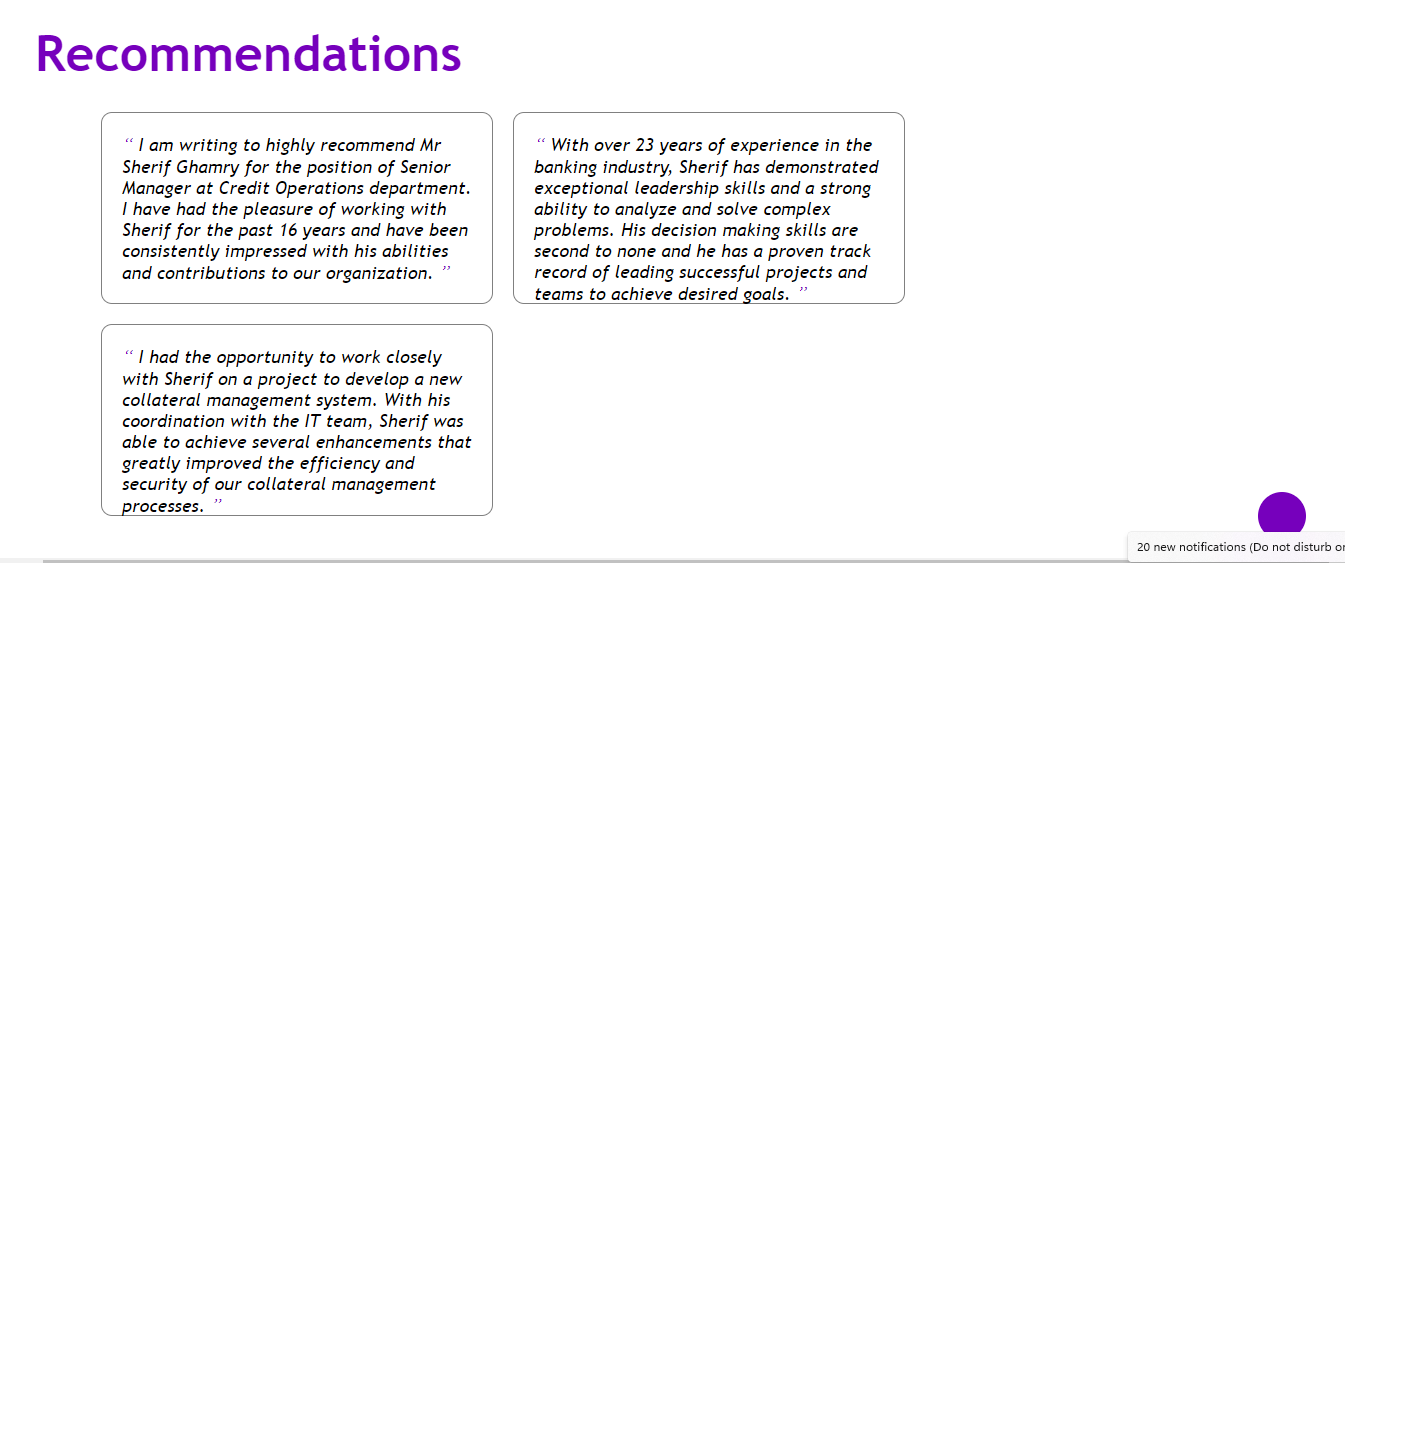 Recommendations
“ I am writing to highly recommend Mr
Sherif Ghamry for the position of Senior
Manager at Credit Operations department.
I have had the pleasure of working with
Sherif for the past 16 years and have been
consistently impressed with his abilities
and contributions to our organization. ”
“ With over 23 years of experience in the
banking industry, Sherif has demonstrated
exceptional leadership skills and a strong
ability to analyze and solve complex
problems. His decision making skills are
second to none and he has a proven track
record of leading successful projects and
teams to achieve desired goals. ”
“ I had the opportunity to work closely
with Sherif on a project to develop a new
collateral management system. With his
coordination with the IT team, Sherif was
able to achieve several enhancements that
greatly improved the efficiency and
security of our collateral management
processes. ”
20 new notifications (Do not disturb